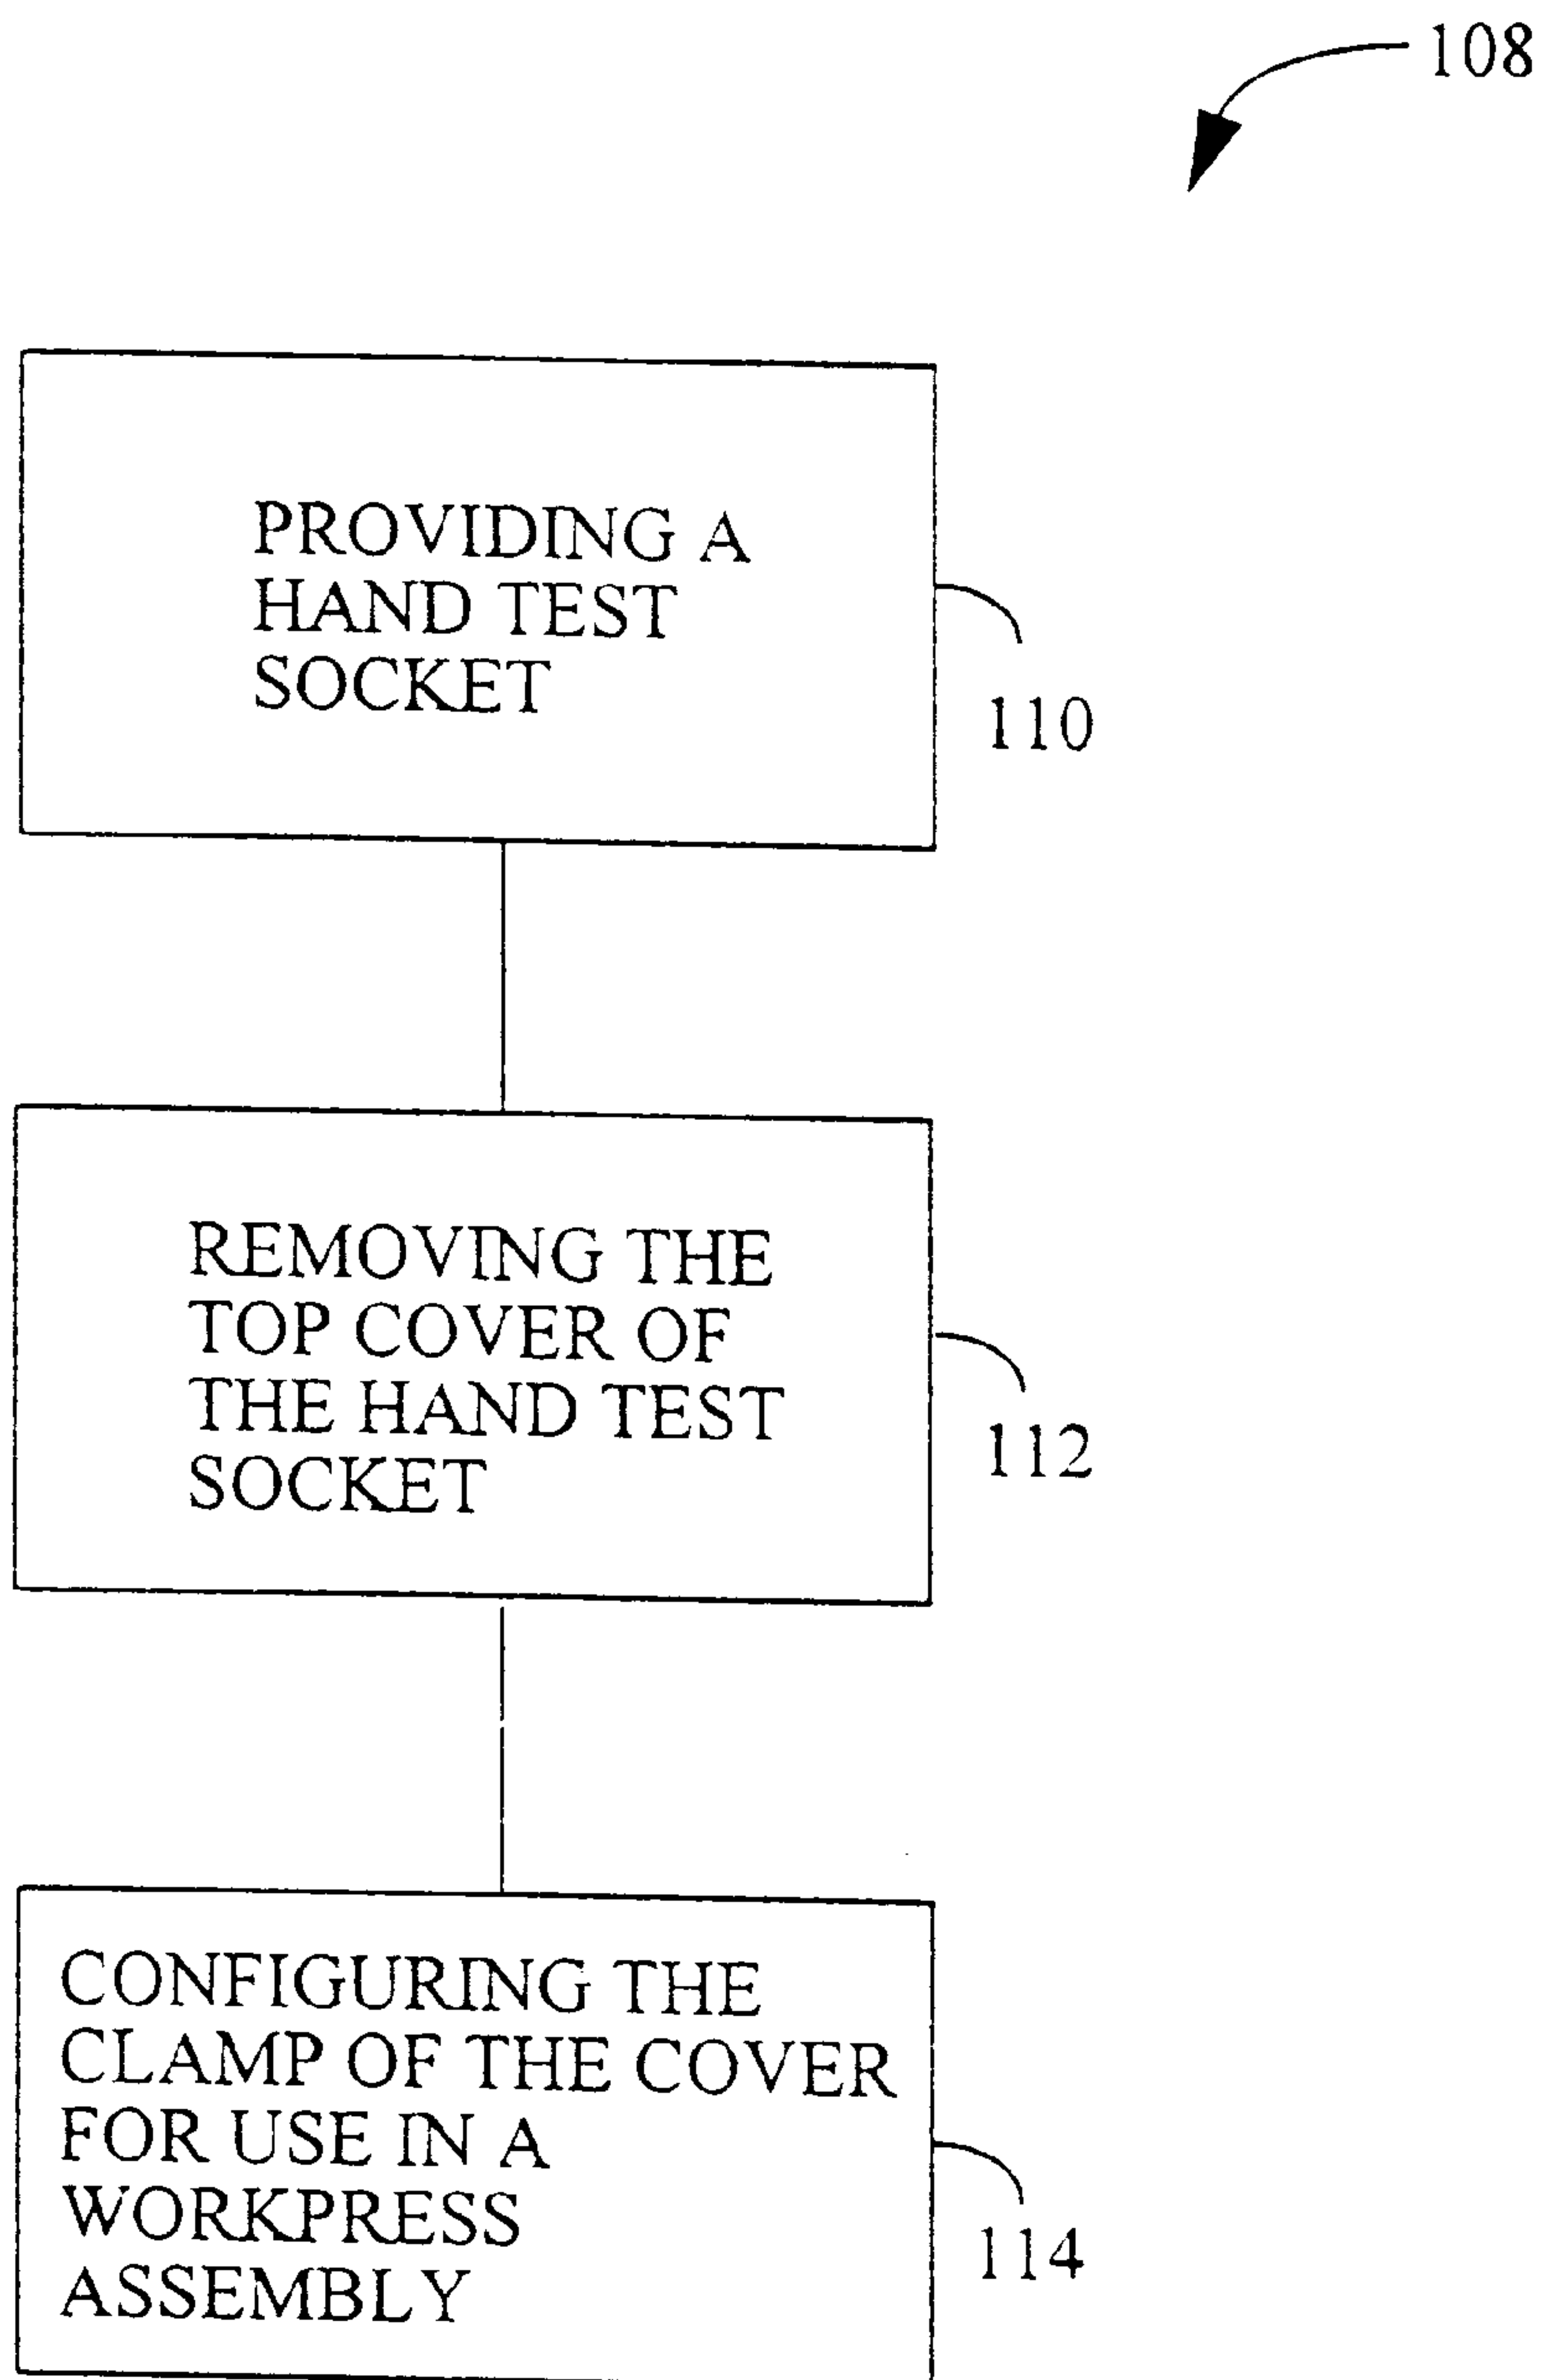 108
PROVIDING A
HAND TEST
SOCKET
110
REMOVING THE
TOP COVER OF
THE HAND TEST
SOCKET
112
CONFIGURING THE
CLAMP OF THE COVER
FOR USE IN A
WORKPRESS
ASSEMBLY
114